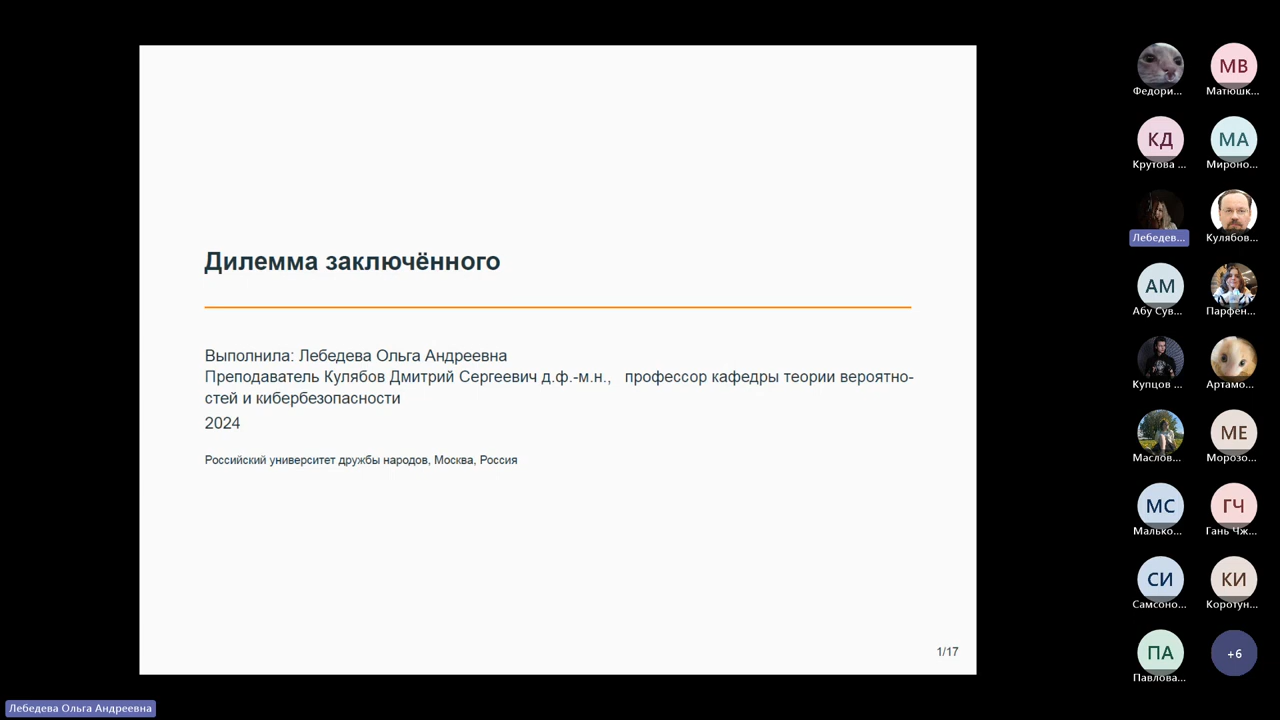 Дилемма заключённого
Выполнила: Лебедева Ольга Андреевна
Преподаватель Кулябов Дмитрий Сергеевич д.ф.-м.н., профессор кафедры теории вероятно-
стей и кибербезопасности
2024
Российский университет дружбы народов, Москва, Россия
1/17
Федори...
МВ
Матюшк...
КД
Крутова ...
МА
Мироно...
Лебедев...
Кулябов...
АМ
Абу Сув...
Парфён...
Купцов ...
Артамо...
Маслов...
МЕ
Морозо...
МС
Малько...
ГЧ
Гань Чж...
СИ
Самсоно...
КИ
Коротун...
ПА
Павлова...
+6
Лебедева Ольга Андреевна